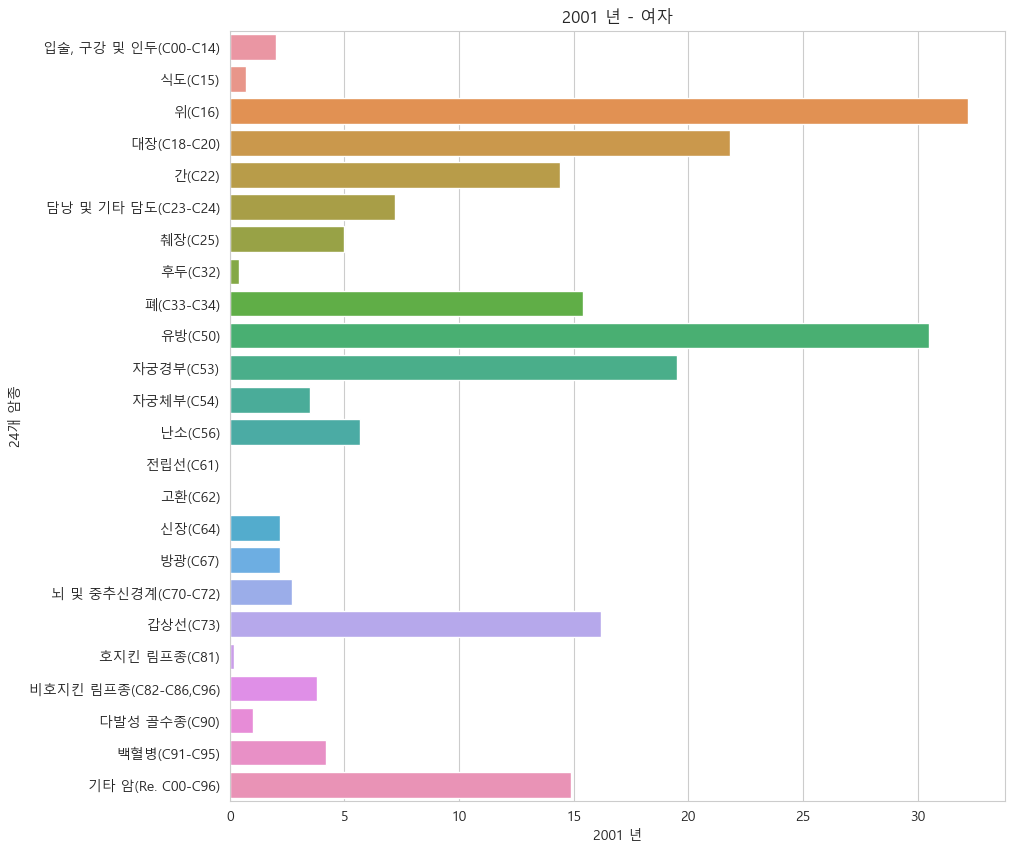 2001 년 - 여자
입술, 구강 및 인두(C00-C14)
식도(C15)
위(C16)
대장(C18-C20)
간(C22)
담낭 및 기타 담도(C23-C24)
췌장(C25)
후두(C32)
폐(C33-C34)
유방(C50)
자궁경부(C53)
자궁체부(C54)
난소(C56)
전립선(C61)
고환(C62)
신장(C64)
방광(C67)
뇌 및 중추신경계(C70-C72)
갑상선(C73)
호지킨 림프종(C81)
비호지킨 림프종(C82-C86,C96)
다발성 골수종(C90)
백혈병(C91-C95)
기타 암(Re. C00-C96)
24개 암종
0 5 10 15 20 25 30
2001 년